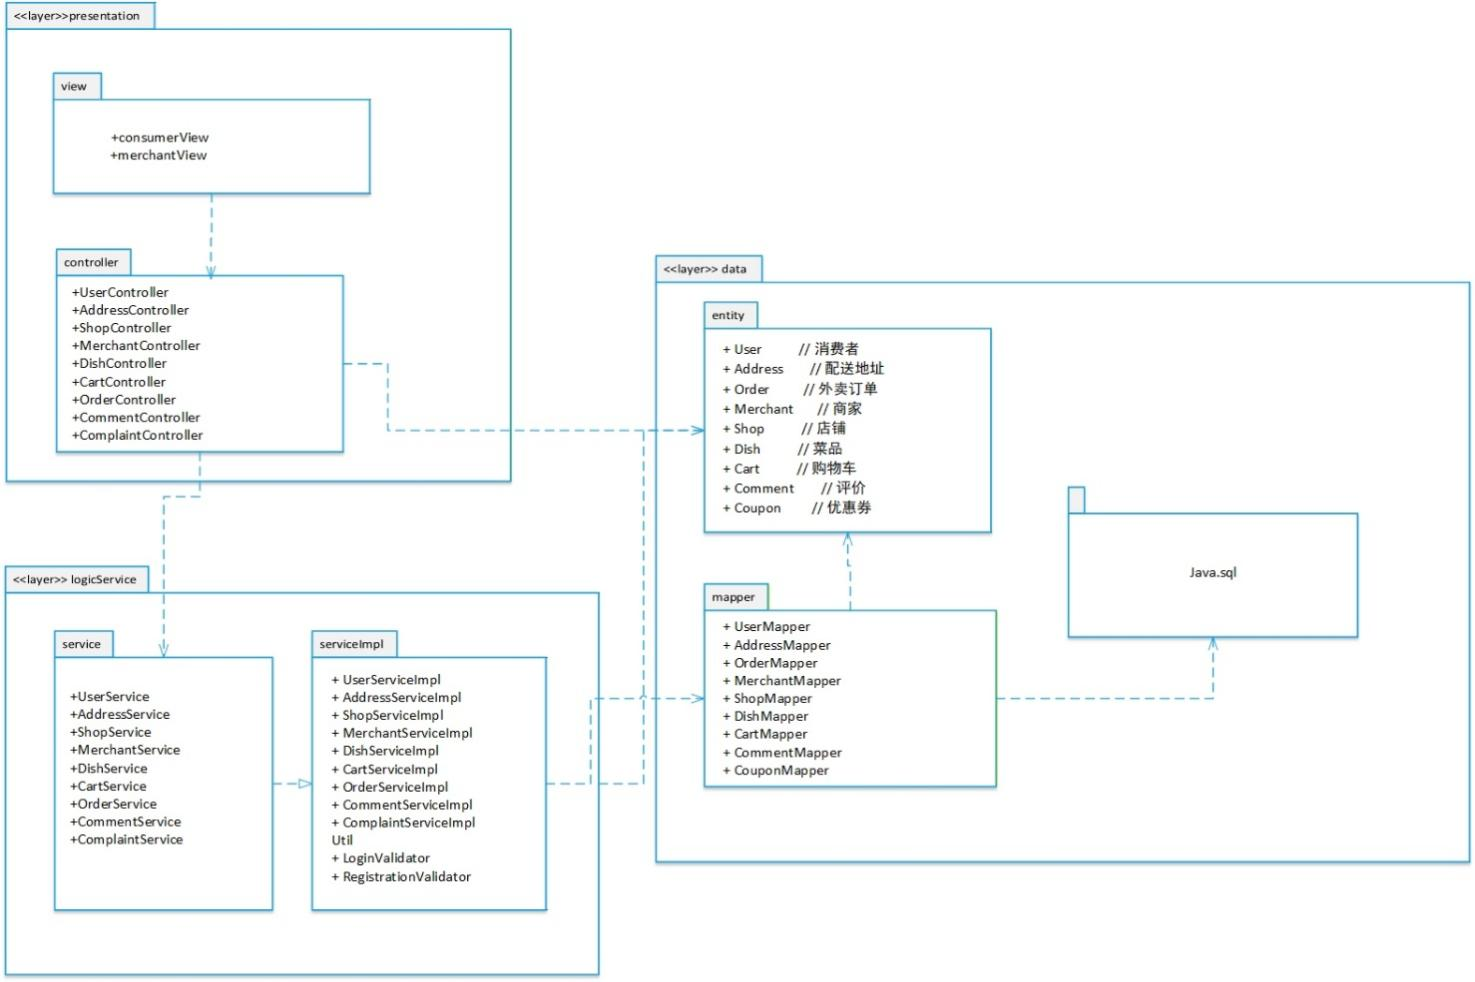 <<layer>>presentation
view
+consumerView
+merchantView
controller
+UserController
+AddressController
+ShopController
+MerchantController
+DishController
+CartController
+OrderController
+CommentController
+ComplaintController
<<layer>> logicService
service
+UserService
+AddressService
+ShopService
+MerchantService
+DishService
+CartService
+OrderService
+CommentService
+ComplaintService
serviceImpl
+ UserServiceImpl
+ AddressServiceImpl
+ ShopServiceImpl
+ MerchantServiceImpl
+ DishServiceImpl
+ CartServiceImpl
+ OrderServiceImpl
+ CommentServiceImpl
+ ComplaintServiceImpl
Util
+ LoginValidator
+ RegistrationValidator
<<layer>> data
entity
+ User // 消费者
+ Address // 配送地址
+ Order // 外卖订单
+ Merchant // 商家
+ Shop // 店铺
+ Dish // 菜品
+ Cart // 购物车
+ Comment // 评价
+ Coupon // 优惠券
mapper
+ UserMapper
+ AddressMapper
+ OrderMapper
+ MerchantMapper
+ ShopMapper
+ DishMapper
+ CartMapper
+ CommentMapper
+ CouponMapper
Java.sql